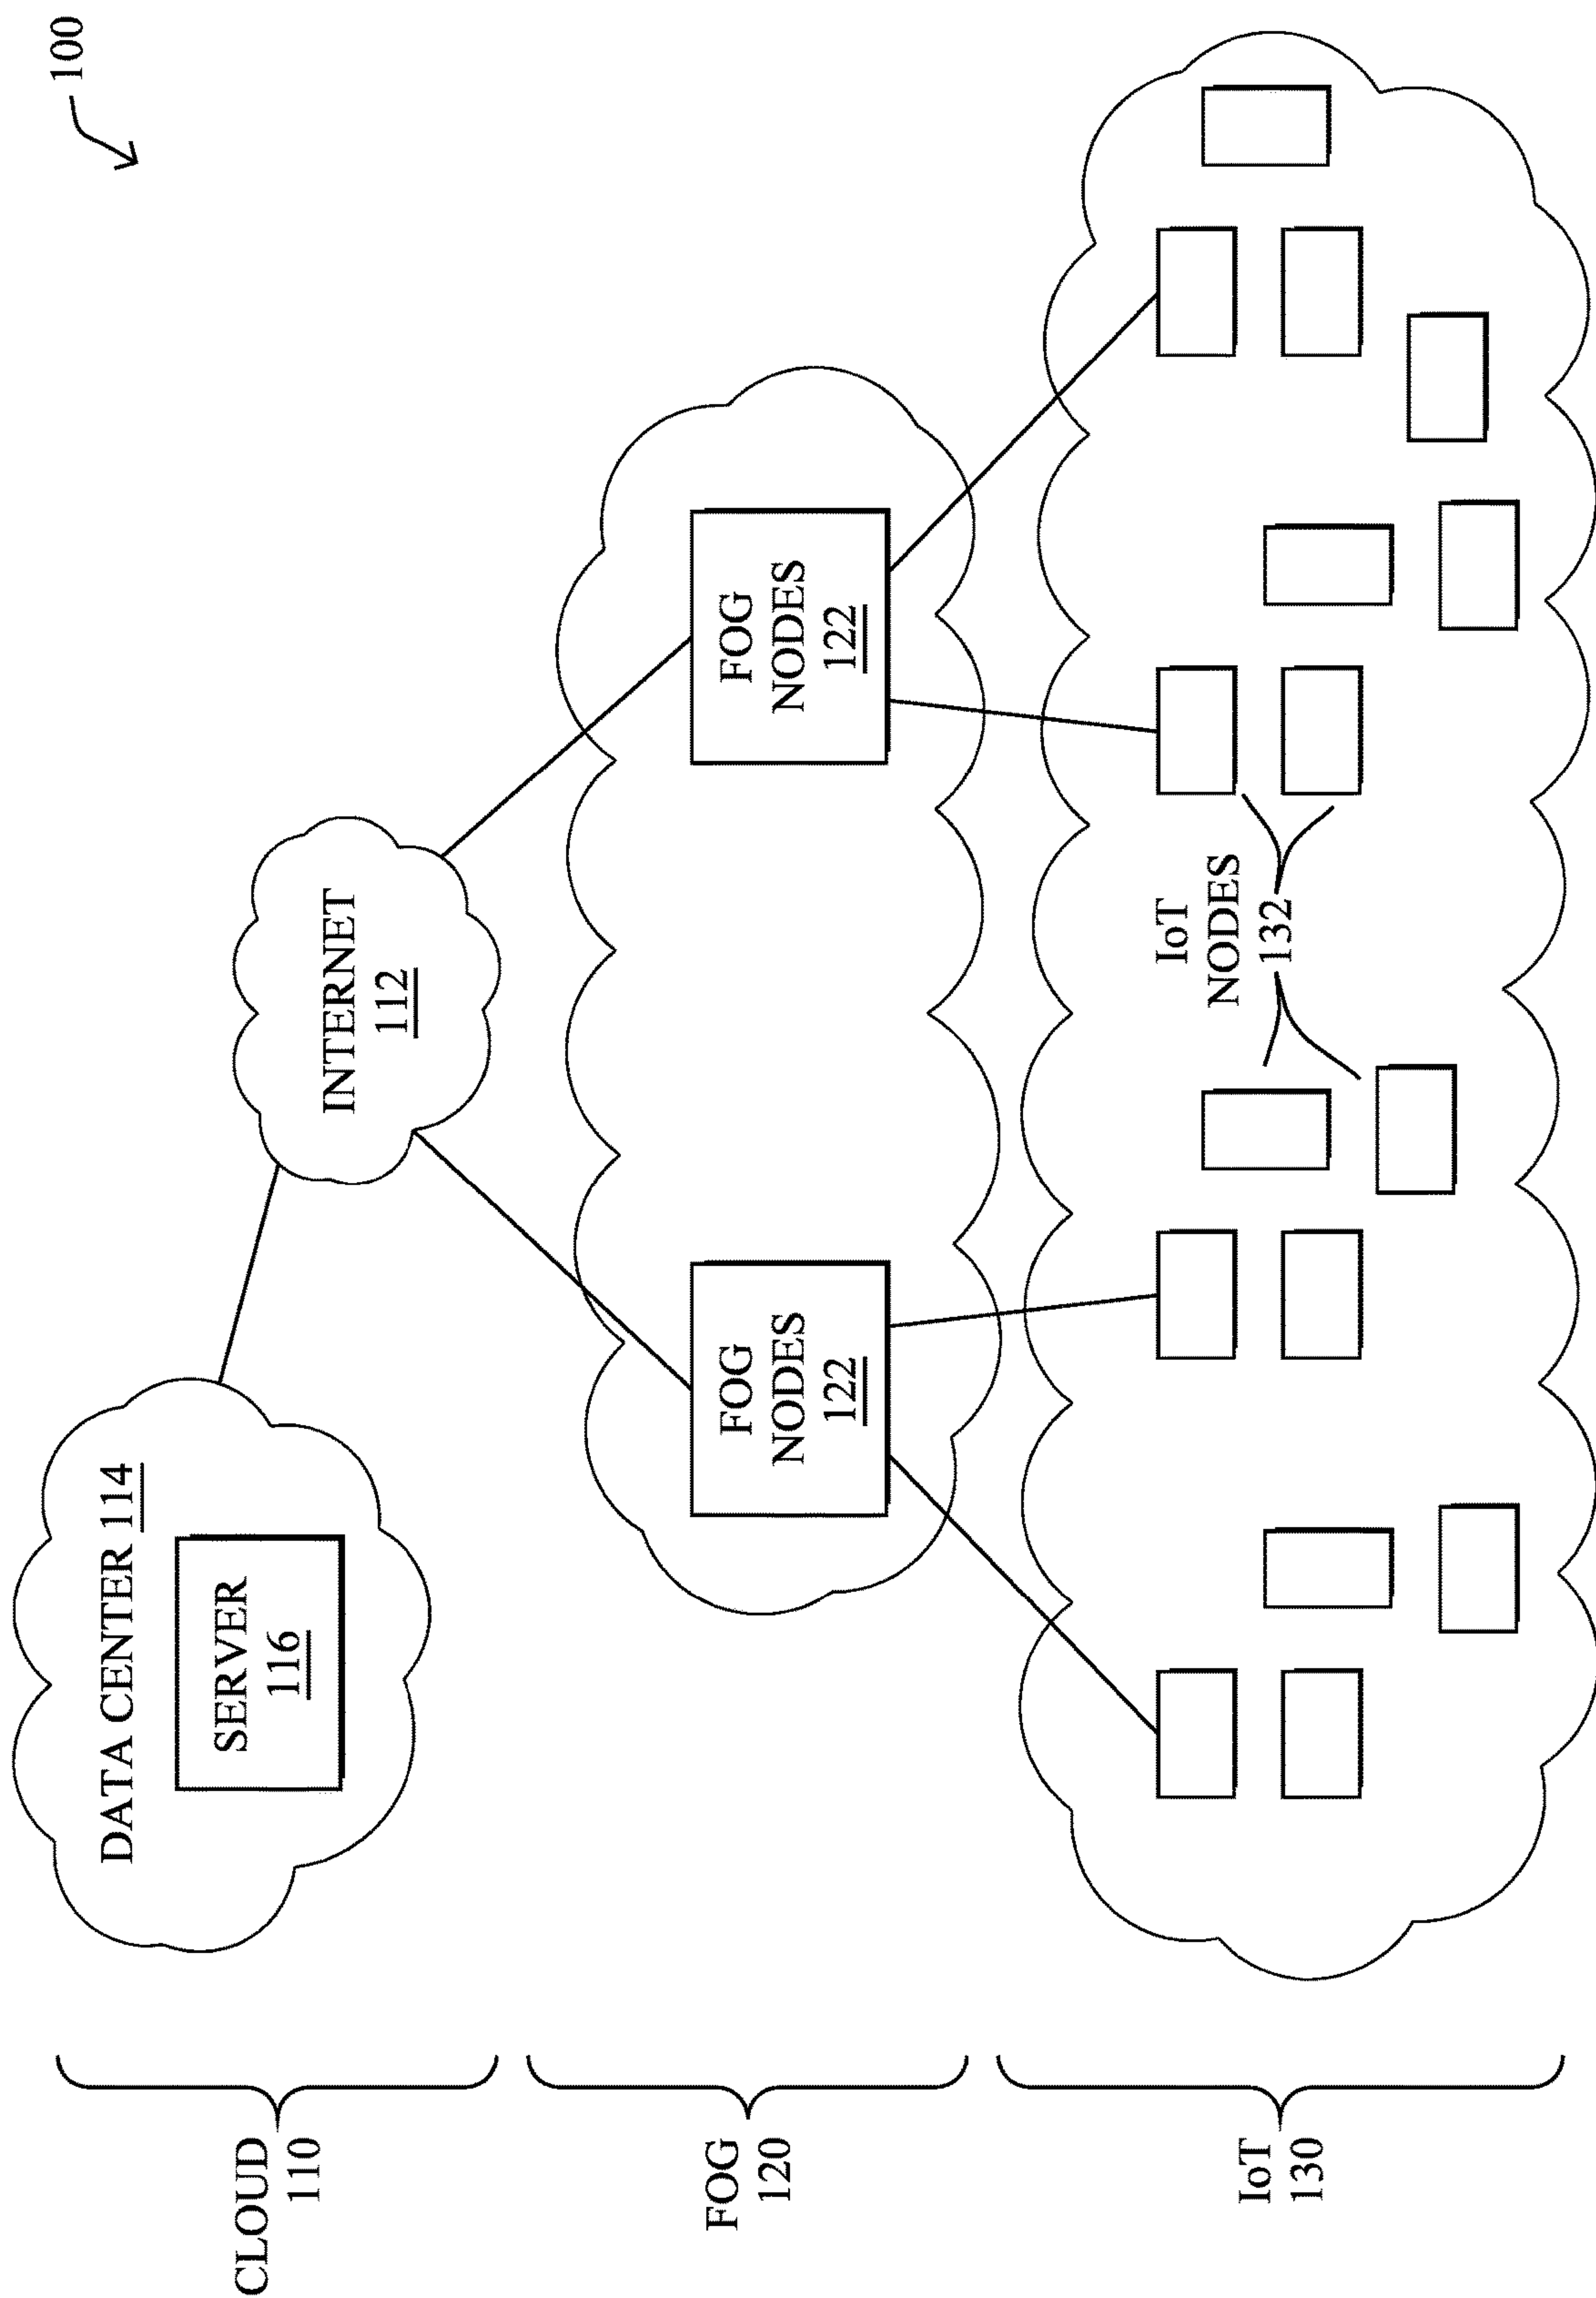 100
CLOUD
110
DATA CENTER 114
SERVER
116
INTERNET
112
FOG
120
FOG
NODES
122
FOG
NODES
122
IoT
130
IoT
NODES
132